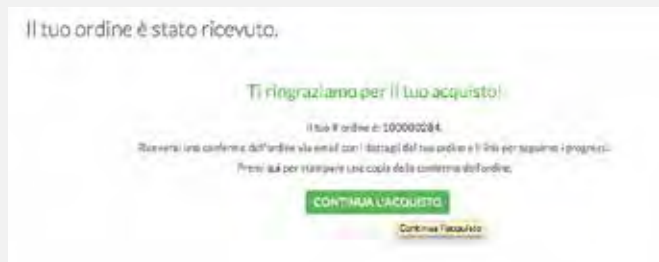 Il tuo ordine è stato ricevuto.
Ti ringraziamo per il tuo acquisto!
Il tuo # ordine è: 100000284.
Riceverai una conferma dell'ordine via email con i dettagli del tuo ordine e il link per seguirne i progressi.
Premi qui per stampare una copia della conferma dell'ordine.
CONTINUA L'ACQUISTO
Continua l'acquisto